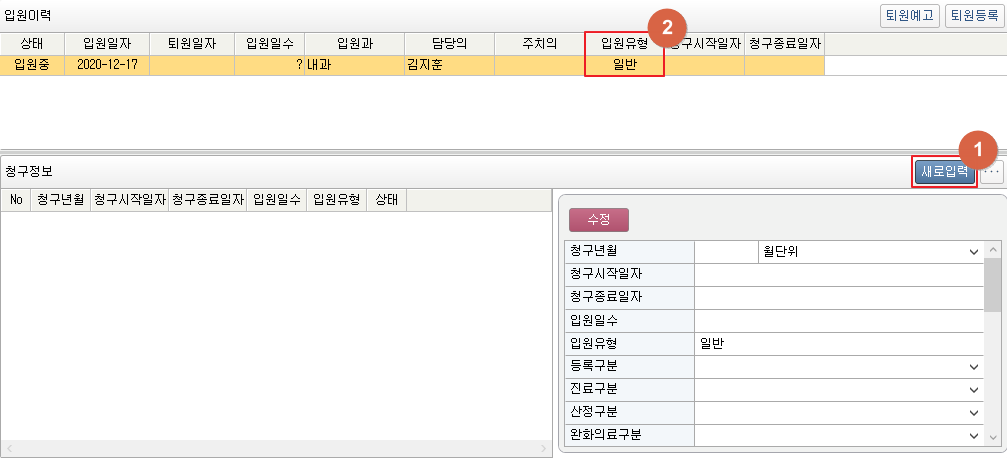 입원이력 퇴원예고 퇴원등록
2
상태 입원일자 퇴원일자 입원일수 입원과 담당의 주치의 입원유형 청구시작일자 청구종료일자
입원중 2020-12-17 ? 내과 김지훈 일반
1
청구정보 새로입력 ...
No 청구년월 청구시작일자 청구종료일자 입원일수 입원유형 상태
수정
청구년월 월단위
청구시작일자
청구종료일자
입원일수
입원유형 일반
등록구분
진료구분
산정구분
완화의료구분